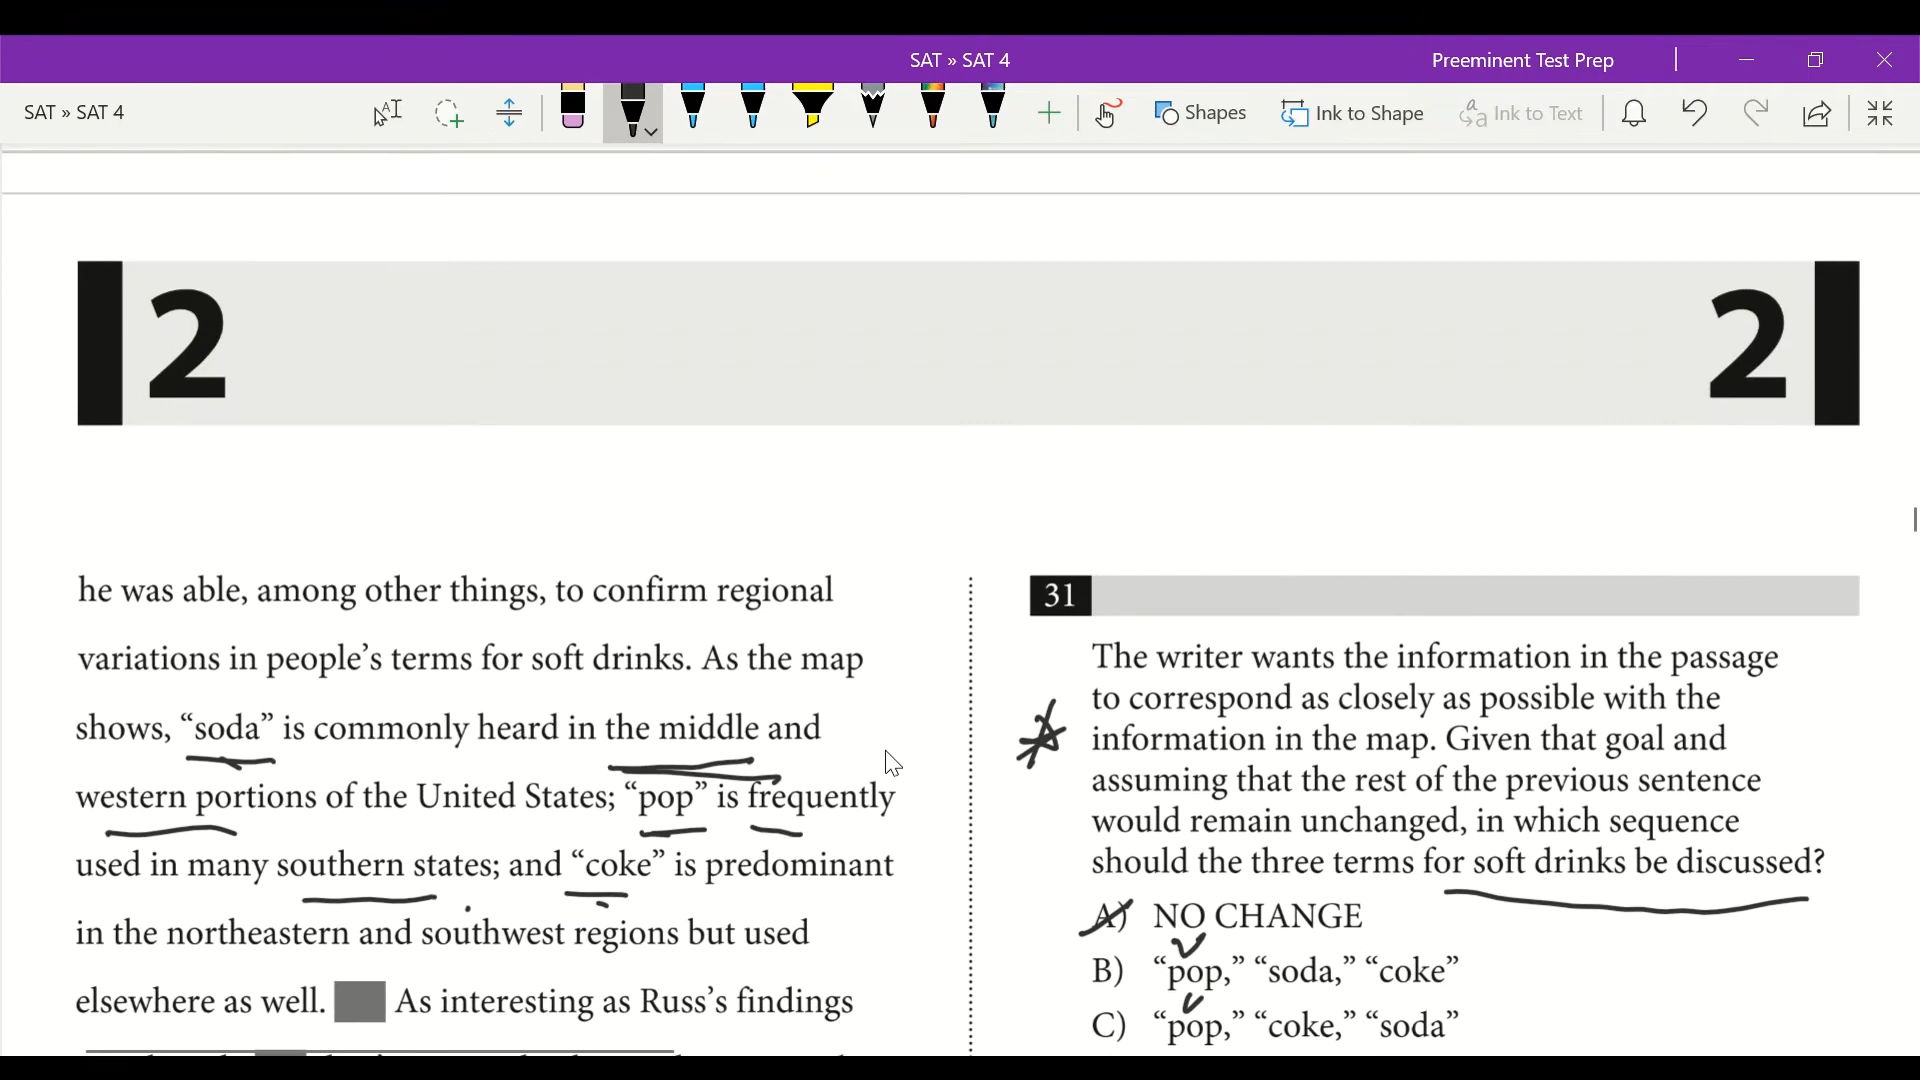 SAT » SAT 4
Preeminent Test Prep
SAT » SAT 4
Shapes
Ink to Shape
Ink to Text
2
2
he was able, among other things, to confirm regional
variations in people’s terms for soft drinks. As the map
shows, “soda” is commonly heard in the middle and
western portions of the United States; “pop” is frequently
used in many southern states; and “coke” is predominant
in the northeastern and southwest regions but used
elsewhere as well.
As interesting as Russ’s findings
31
The writer wants the information in the passage
to correspond as closely as possible with the
information in the map. Given that goal and
assuming that the rest of the previous sentence
would remain unchanged, in which sequence
should the three terms for soft drinks be discussed?
A) NO CHANGE
B) “pop,” “soda,” “coke”
C) “pop,” “coke,” “soda”